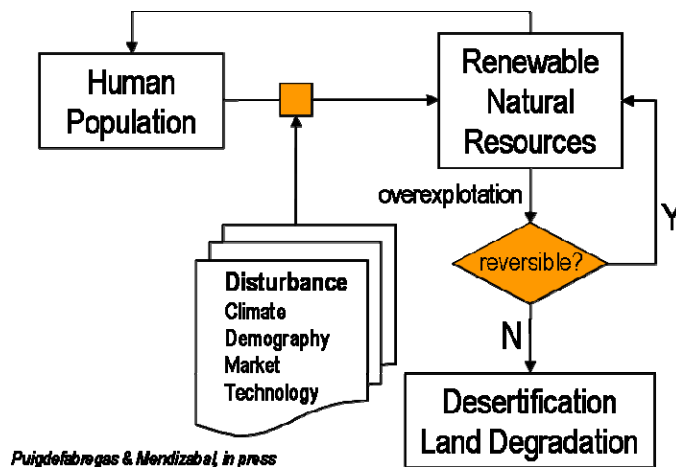 Human
Population
Renewable
Natural
Resources
overexplotation
Y
reversible?
Disturbance
Climate
Demography
Market
Technology
N
Desertification
Land Degradation
Puigdefabregas & Mendizabal, in press